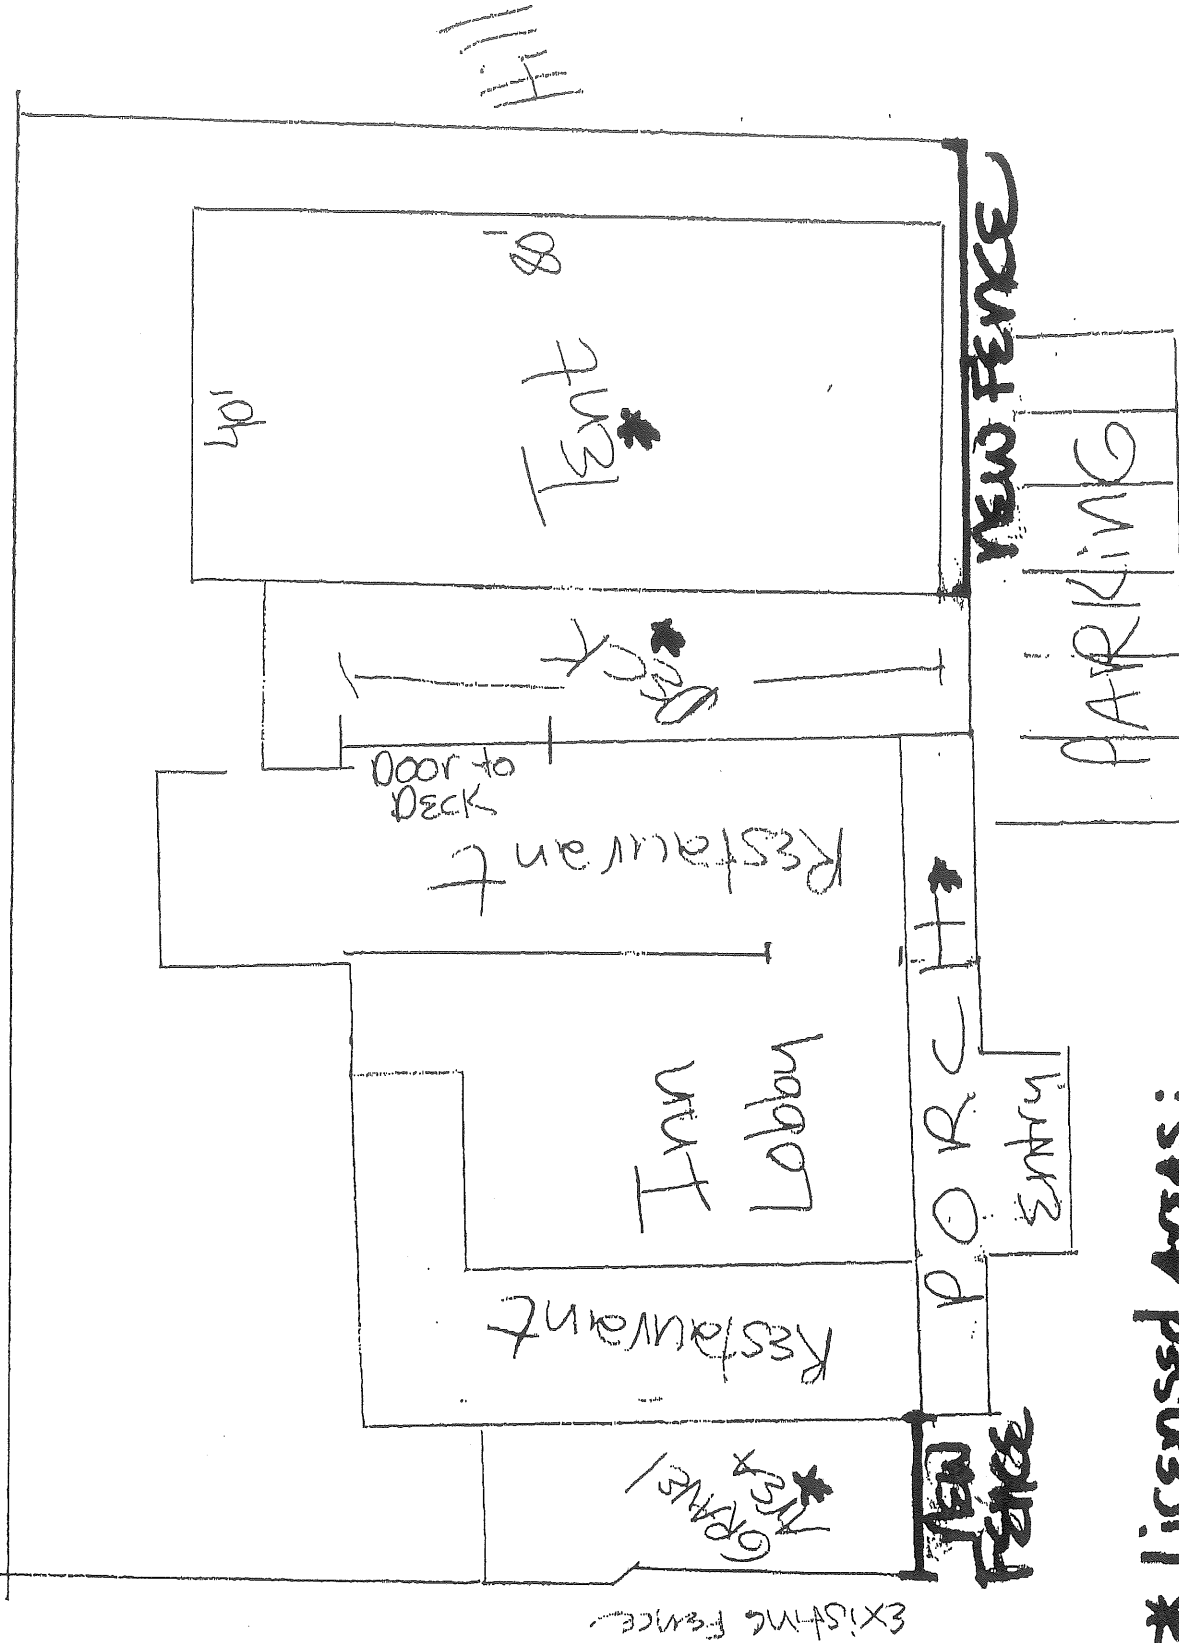 Hill
80'
40'
TENT
*
NEW FENCE
PARKiNG
DECK
*
Door to
Deck
REstaurant
PORCH *
Inn
Lobby
Entry
REstaurant
GRAVEl
AREA
*
NEW
FENCE
EXISTING FENCE
* licensed Areas: